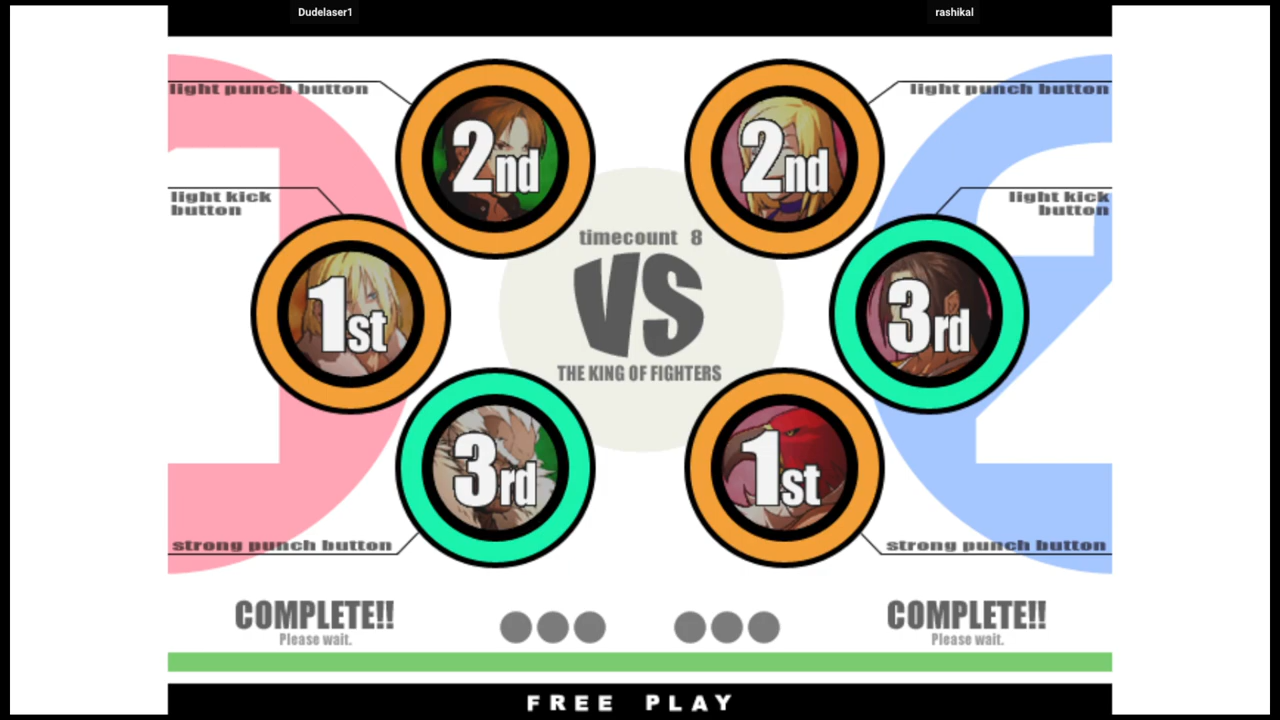 Dudelaser1
rashikal
light punch button
light punch button
2nd
2nd
light kick
button
light kick
button
timecount 8
VS
THE KING OF FIGHTERS
1st
3rd
3rd
1st
strong punch button
strong punch button
COMPLETE!!
Please wait.
COMPLETE!!
Please wait.
FREE PLAY